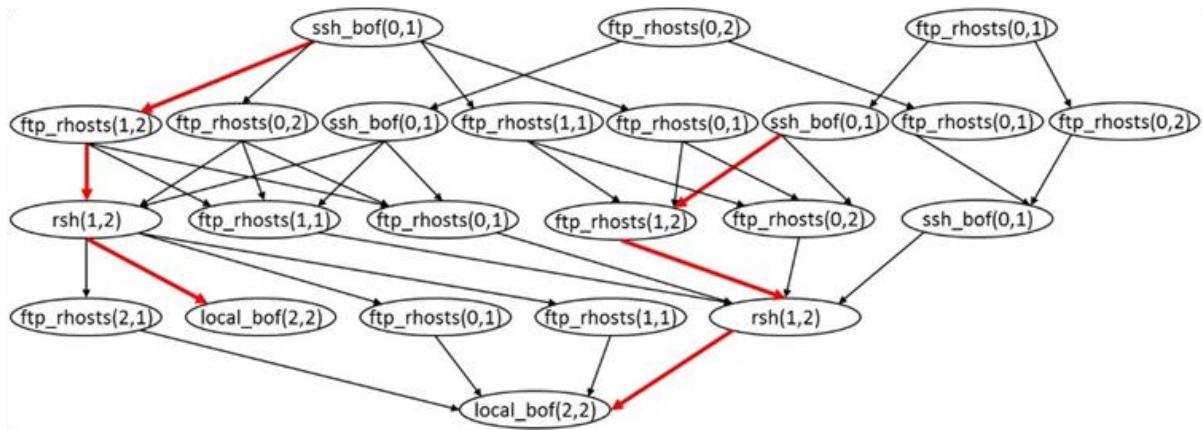 ssh_bof(0,1)
ftp_rhosts(0,2)
ftp_rhosts(0,1)
ftp_rhosts(1,2)
ftp_rhosts(0,2)
ssh_bof(0,1)
ftp_rhosts(1,1)
ftp_rhosts(0,1)
ssh_bof(0,1)
ftp_rhosts(0,1)
ftp_rhosts(0,2)
rsh(1,2)
ftp_rhosts(1,1)
ftp_rhosts(0,1)
ftp_rhosts(1,2)
ftp_rhosts(0,2)
ssh_bof(0,1)
ftp_rhosts(2,1)
local_bof(2,2)
ftp_rhosts(0,1)
ftp_rhosts(1,1)
rsh(1,2)
local_bof(2,2)